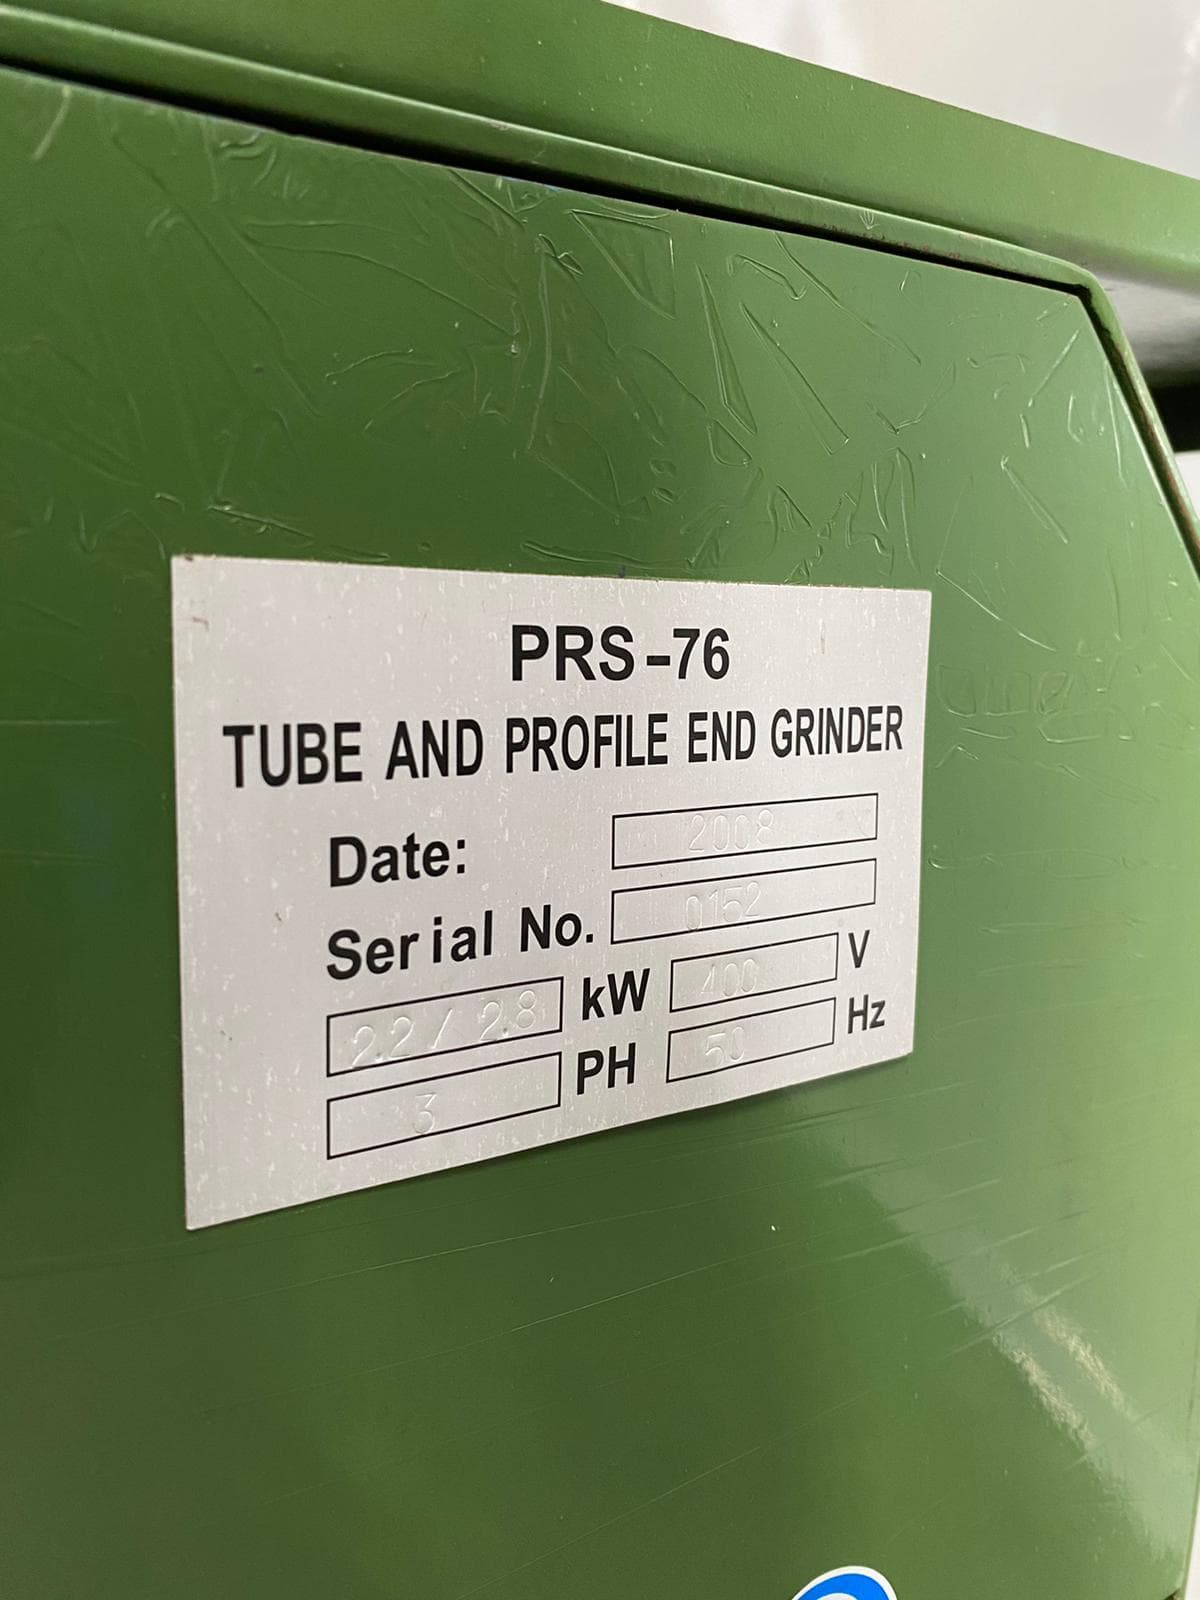 PRS-76
TUBE AND PROFILE END GRINDER
Date: 2008
Serial No. 0152
2.2 / 2.8 kW 400 V
3 PH 50 Hz